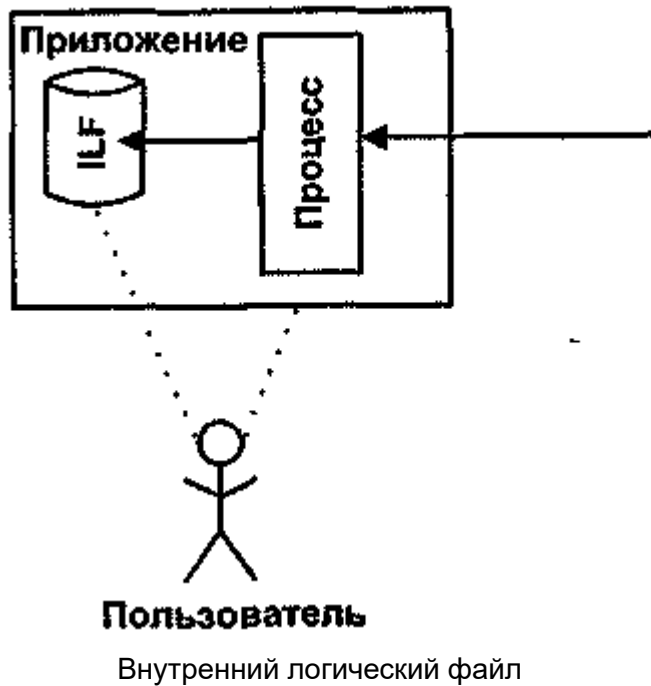 Приложение
ILF
Процесс
Пользователь
Внутренний логический файл